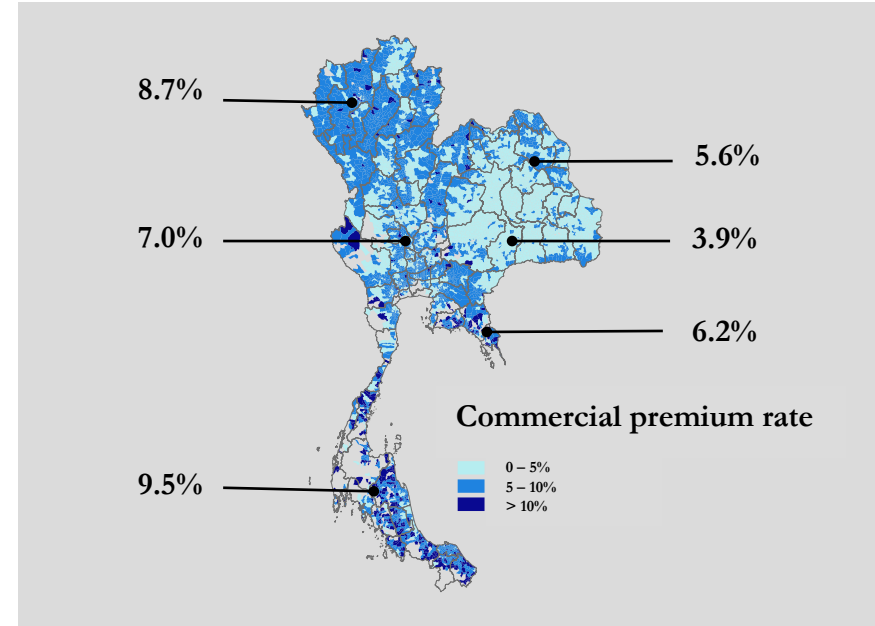 8.7%
5.6%
7.0%
3.9%
6.2%
Commercial premium rate
0 – 5%
9.5%
5 – 10%
> 10%